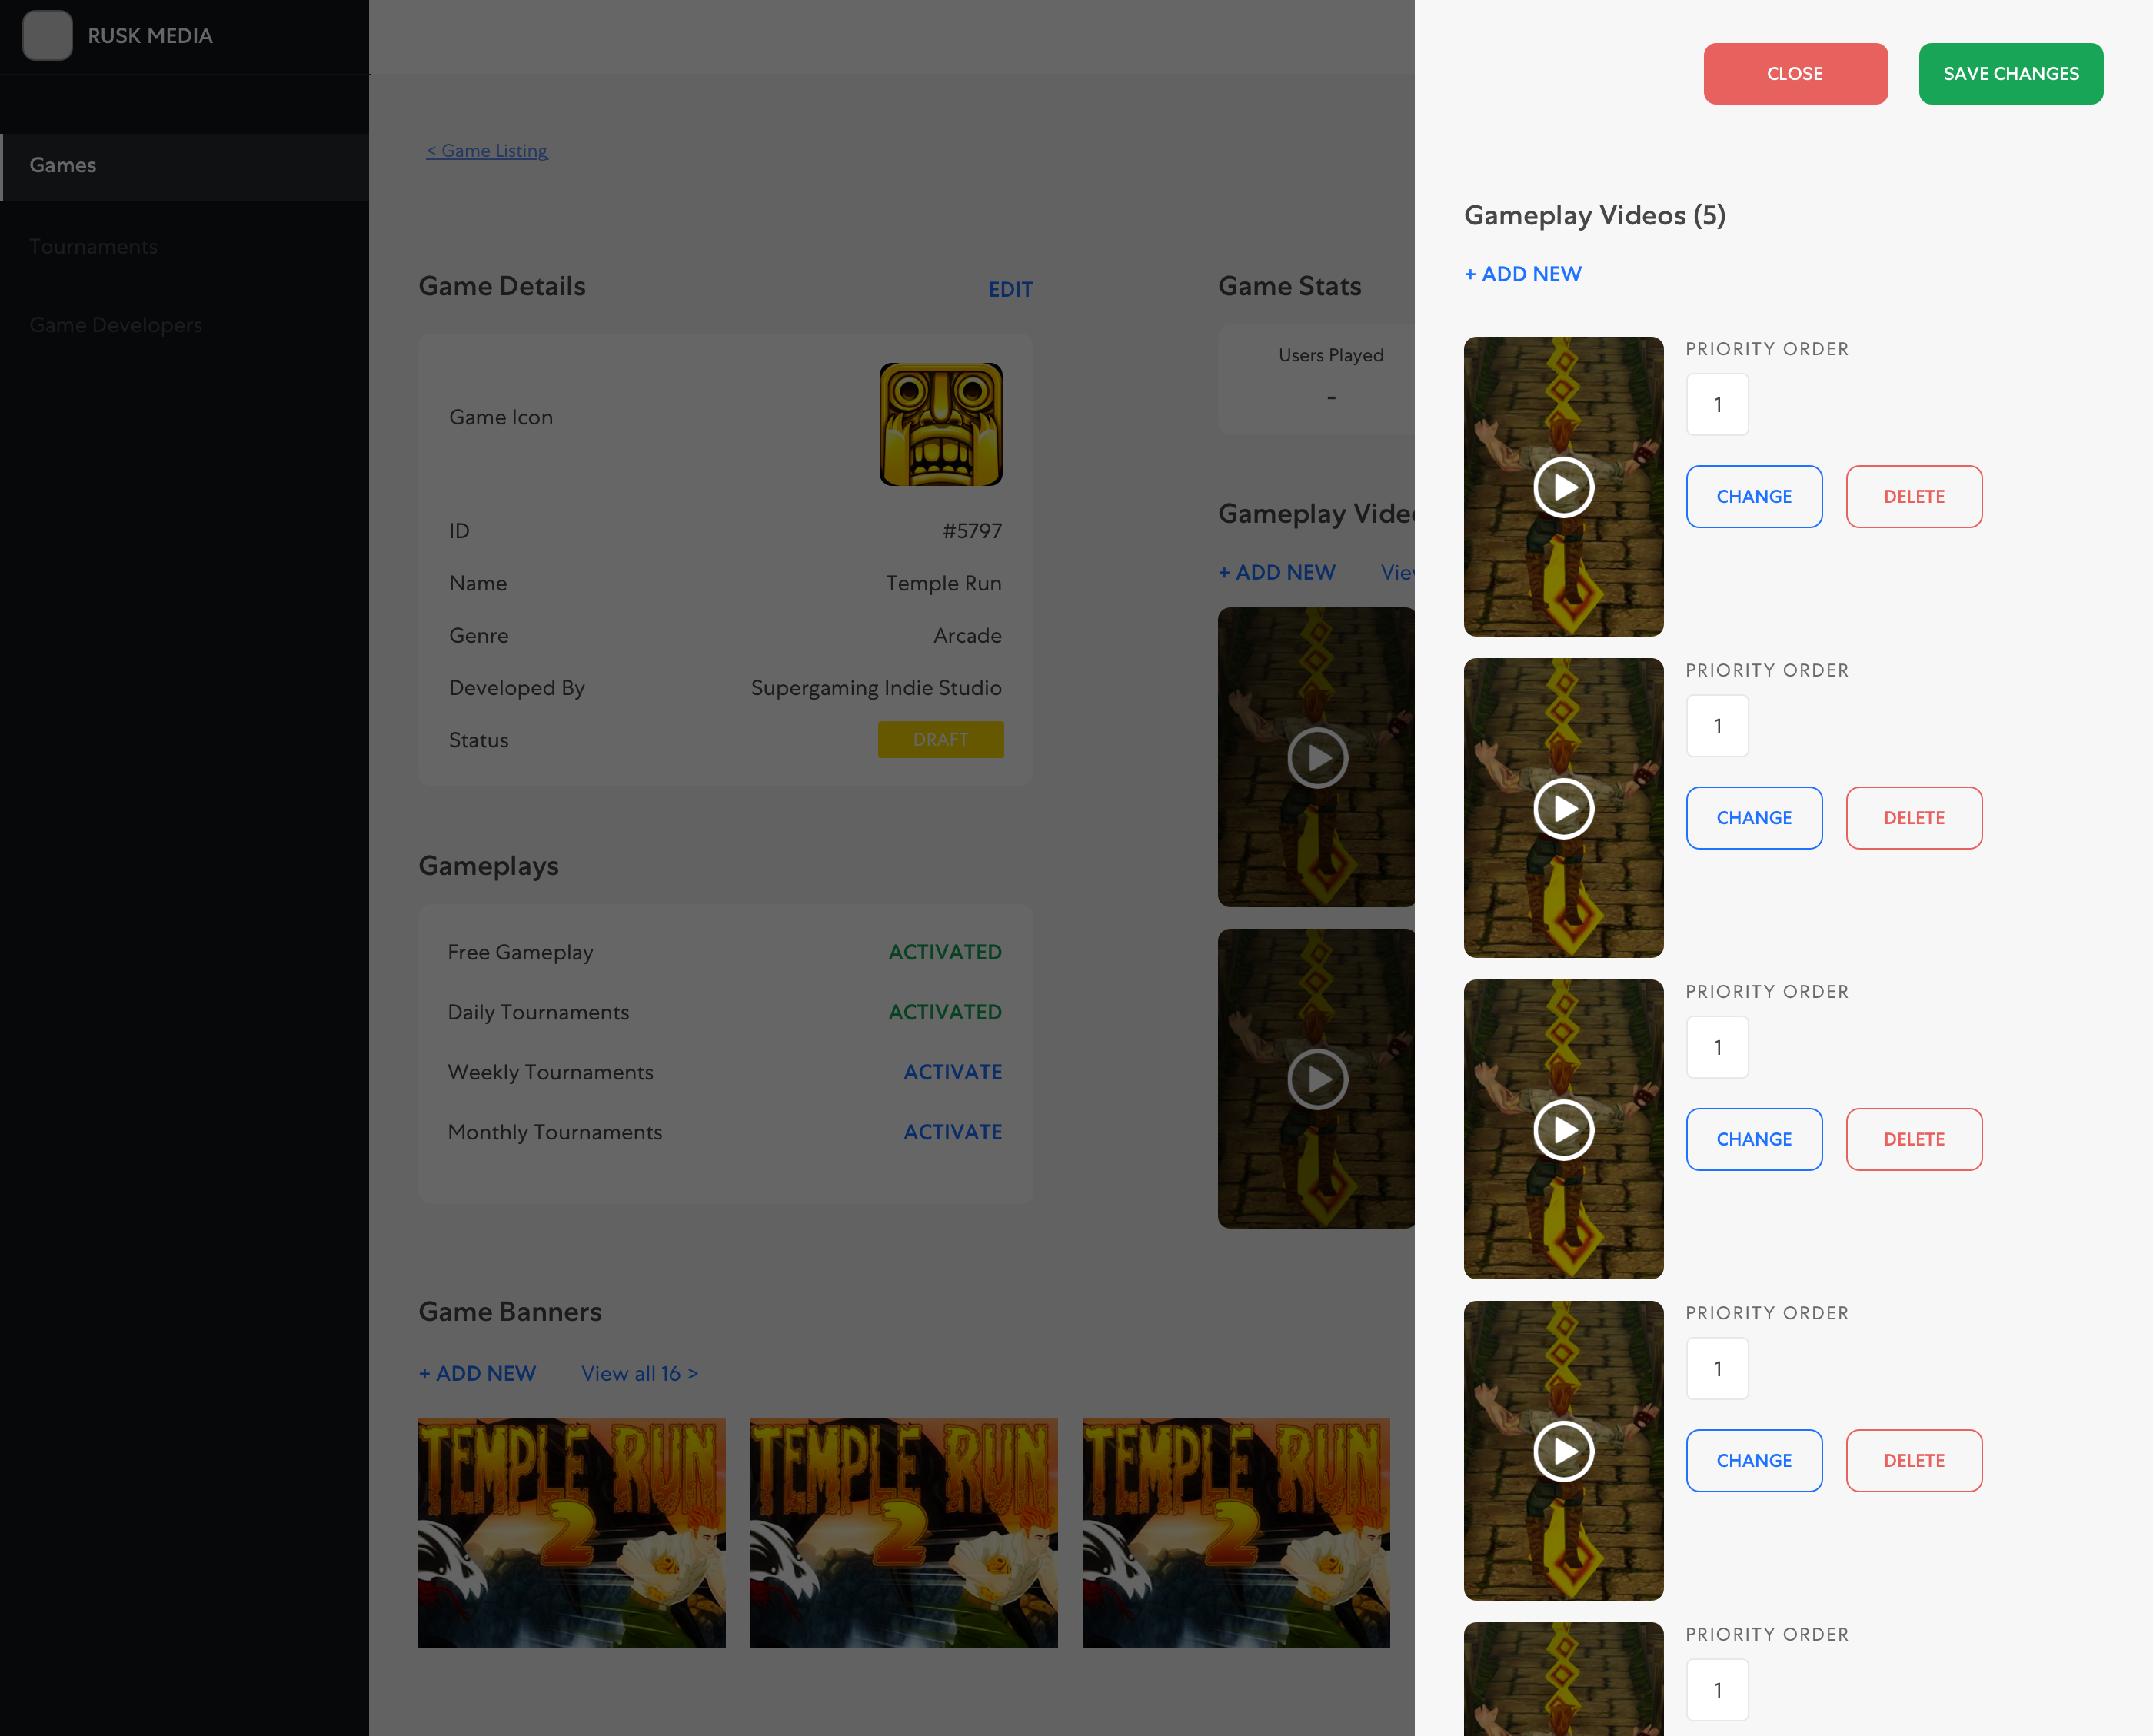 RUSK MEDIA
Games
Tournaments
Game Developers
< Game Listing
Game Details
EDIT
Game Icon
ID
#5797
Name
Temple Run
Genre
Arcade
Developed By
Supergaming Indie Studio
Status
DRAFT
Gameplays
Free Gameplay
ACTIVATED
Daily Tournaments
ACTIVATED
Weekly Tournaments
ACTIVATE
Monthly Tournaments
ACTIVATE
Game Banners
+ ADD NEW
View all 16 >
TEMPLE RUN
2
TEMPLE RUN
2
TEMPLE RUN
2
Game Stats
Users Played
-
Gameplay
+ ADD NEW
CLOSE
SAVE CHANGES
Gameplay Videos (5)
+ ADD NEW
PRIORITY ORDER
1
CHANGE
DELETE
PRIORITY ORDER
1
CHANGE
DELETE
PRIORITY ORDER
1
CHANGE
DELETE
PRIORITY ORDER
1
CHANGE
DELETE
PRIORITY ORDER
1